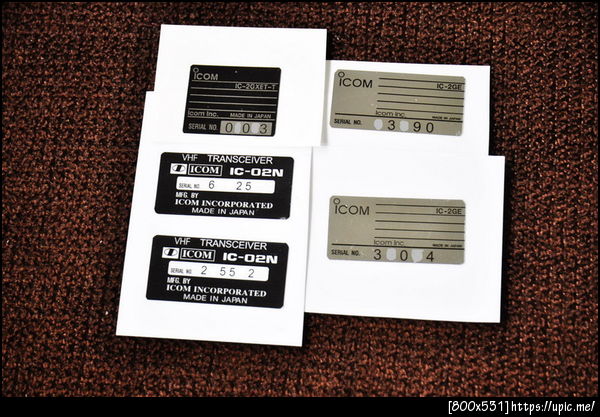 ICOM
IC-2GXET-T
Icom Inc. MADE IN JAPAN
SERIAL NO. 0 0 3
ICOM
IC-2GE
Icom Inc.
MADE IN JAPAN
SERIAL NO. 3 90
VHF TRANSCEIVER
ICOM IC-02N
SERIAL NO. 6 25
MFG. BY
ICOM INCORPORATED
MADE IN JAPAN
ICOM
IC-2GE
Icom Inc.
MADE IN JAPAN
SERIAL NO. 3 0 4
VHF TRANSCEIVER
ICOM IC-02N
SERIAL NO. 2 55 2
MFG. BY
ICOM INCORPORATED
MADE IN JAPAN
[800x531]https://upic.me/